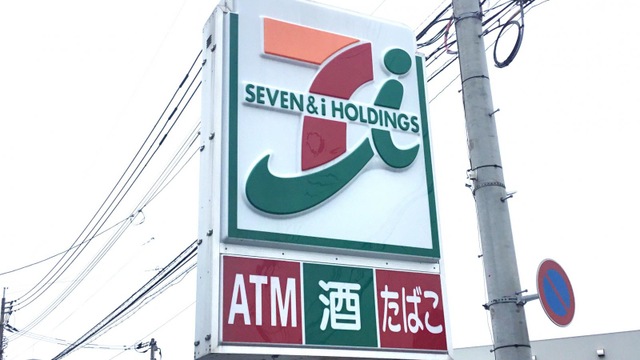 SEVEN & i HOLDINGS
ATM 酒 たばこ